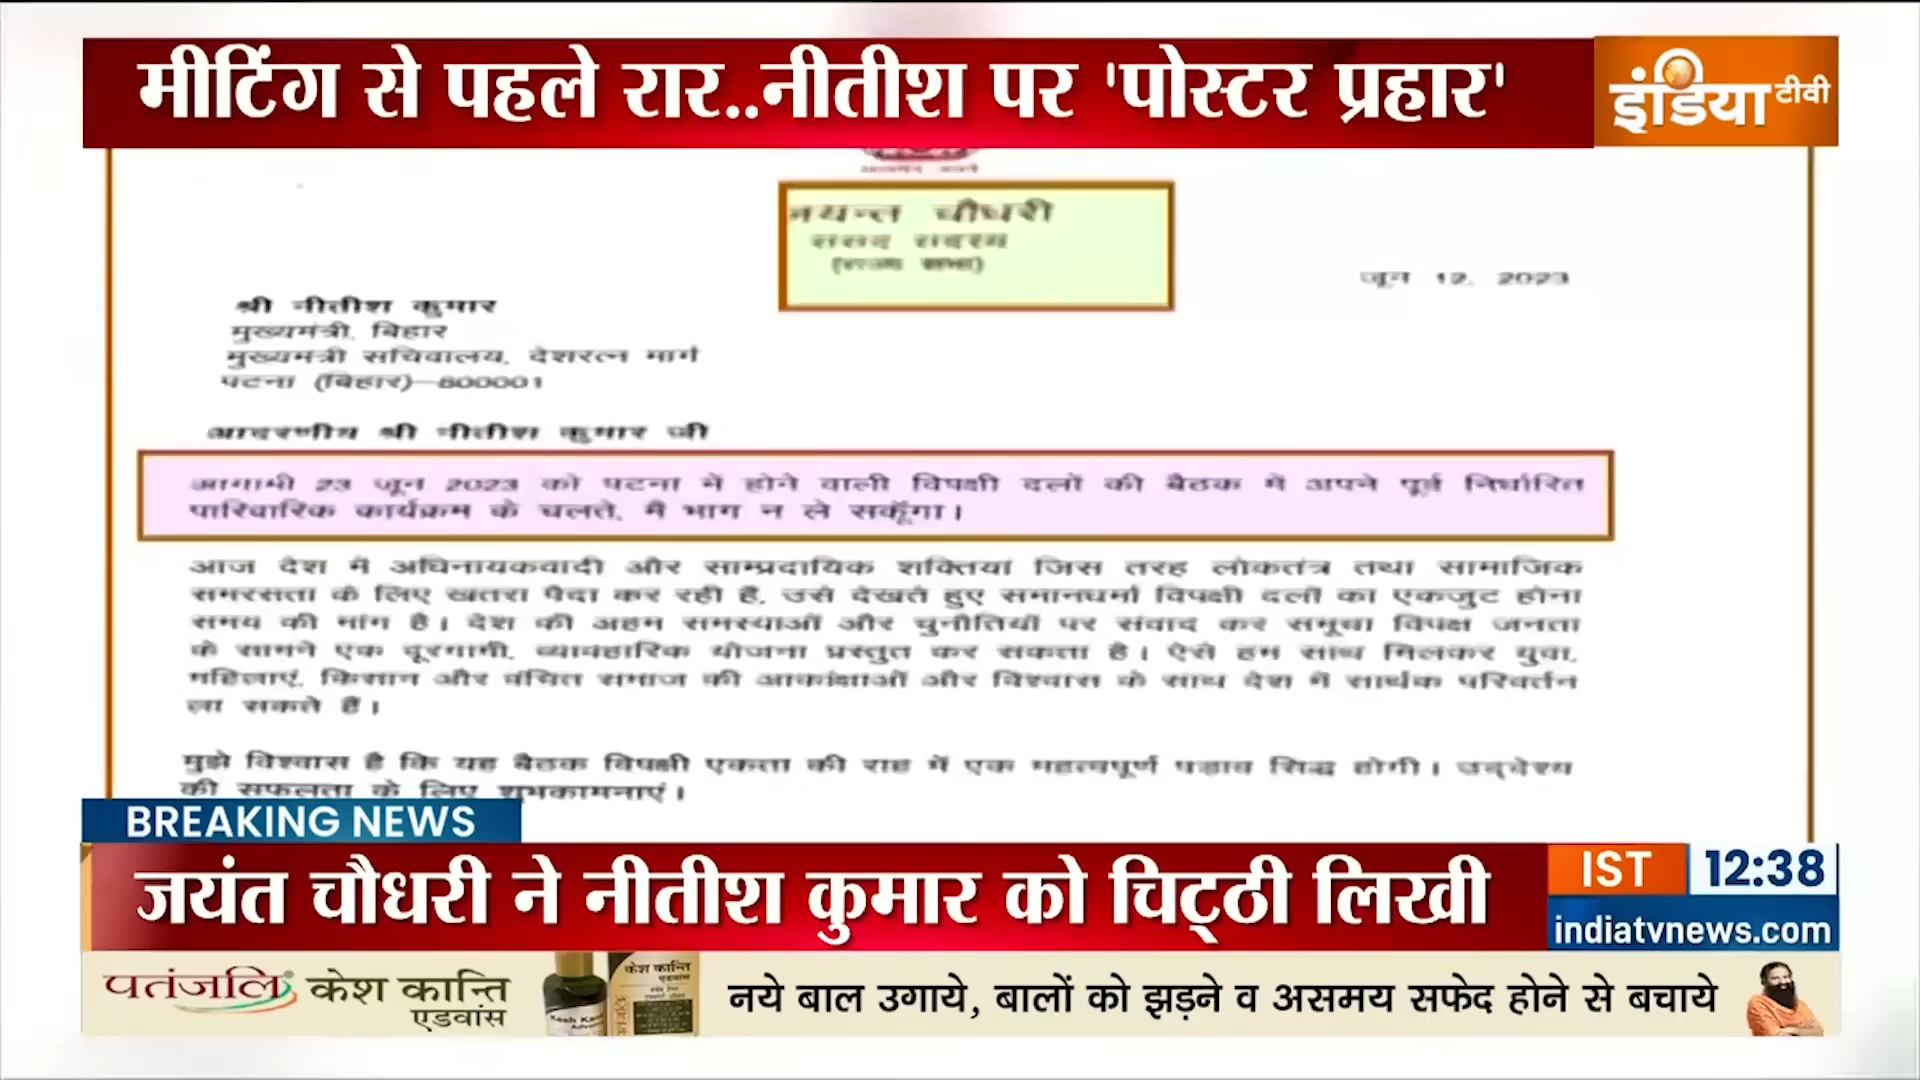 मीटिंग से पहले रार..नीतीश पर 'पोस्टर प्रहार'
इंडिया टीवी
जयन्त चौधरी
संसद सदस्य
(राज्य सभा)
जून 12, 2023
श्री नीतीश कुमार
मुख्यमंत्री, बिहार
मुख्यमंत्री सचिवालय, देशरत्न मार्ग
पटना (बिहार)–800001
आदरणीय श्री नीतीश कुमार जी
आगामी 23 जून 2023 को पटना में होने वाली विपक्षी दलों की बैठक में अपने पूर्व निर्धारित
पारिवारिक कार्यक्रम के चलते, मैं भाग न ले सकूँगा।
आज देश में अधिनायकवादी और साम्प्रदायिक शक्तियां जिस तरह लोकतंत्र तथा सामाजिक
समरसता के लिए खतरा पैदा कर रही हैं, उसे देखते हुए समानधर्मा विपक्षी दलों का एकजुट होना
समय की मांग है। देश की अहम समस्याओं और चुनौतियों पर संवाद कर समूचा विपक्ष जनता
के सामने एक दूरगामी, व्यावहारिक योजना प्रस्तुत कर सकता है। ऐसे हम साथ मिलकर युवा,
महिलाएं, किसान और वंचित समाज की आकांक्षाओं और विश्वास के साथ देश में सार्थक परिवर्तन
ला सकते हैं।
मुझे विश्वास है कि यह बैठक विपक्षी एकता की राह में एक महत्वपूर्ण पड़ाव सिद्ध होगी। उद्देश्य
की सफलता के लिए शुभकामनाएं।
BREAKING NEWS
जयंत चौधरी ने नीतीश कुमार को चिट्ठी लिखी
IST 12:38
indiatvnews.com
पतंजलि केश कान्ति
एडवांस
केश कान्ति
नये बाल उगाये, बालों को झड़ने व असमय सफेद होने से बचाये